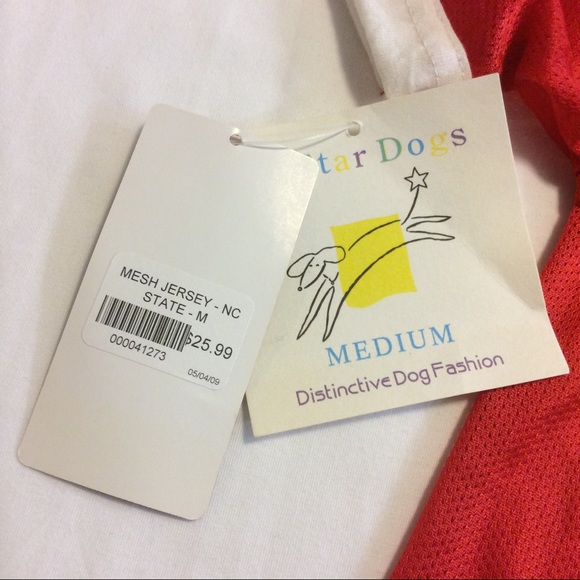 MESH JERSEY - NC
STATE - M
$25.99
000041273
05/04/09
tar Dogs
MEDIUM
Distinctive Dog Fashion